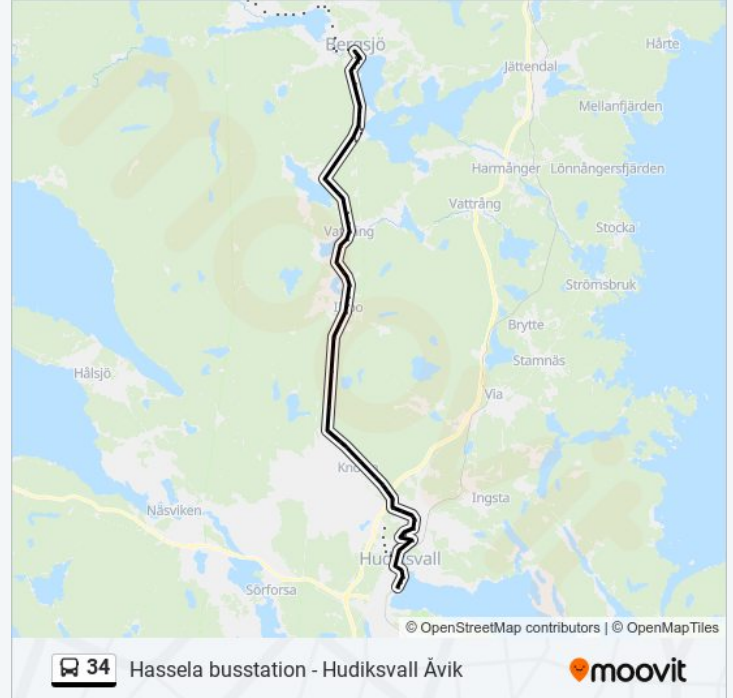 Bergsjö
Hårte
Jättendal
Mellanfjärden
Harmånger
Lönnångersfjärden
Vattrång
Stocka
Strömsbruk
Brytte
Stamnäs
Hålsjö
Via
Ingsta
Näsviken
Hudiksvall
Sörforsa
© OpenStreetMap contributors | © OpenMapTiles
34 Hassela busstation - Hudiksvall Åvik
moovit